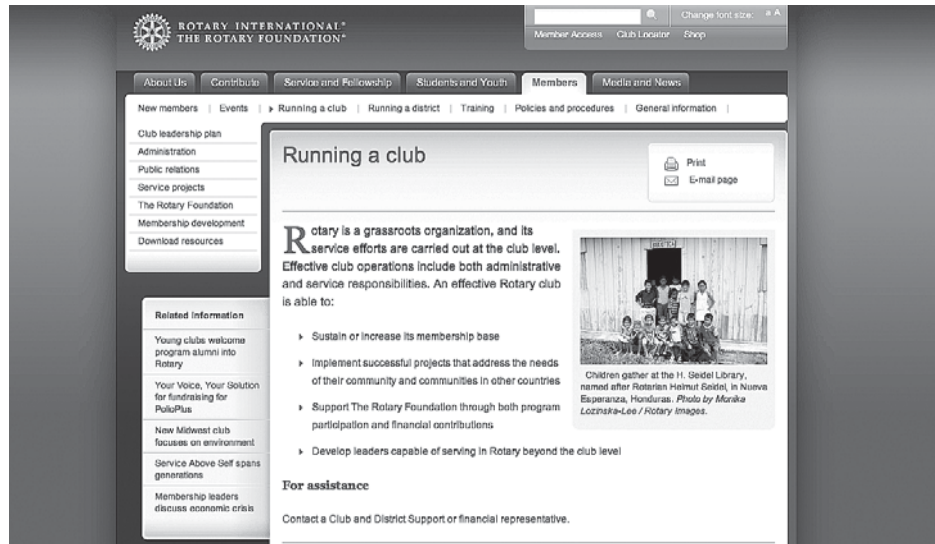 ROTARY INTERNATIONAL®
THE ROTARY FOUNDATION®
Change font size: a A
Member Access Club Locator Shop
About Us Contribute Service and Fellowship Students and Youth Members Media and News
New members | Events | Running a club | Running a district | Training | Policies and procedures | General information |
Club leadership plan
Administration
Public relations
Service projects
The Rotary Foundation
Membership development
Download resources
Related Information
Young clubs welcome
program alumni into
Rotary
Your Voice, Your Solution
for fundraising for
PolioPlus
New Midwest club
focuses on environment
Service Above Self spans
generations
Membership leaders
discuss economic crisis
Running a club
Print
E-mail page
Rotary is a grassroots organization, and its
service efforts are carried out at the club level.
Effective club operations include both administrative
and service responsibilities. An effective Rotary club
is able to:
Sustain or increase its membership base
Implement successful projects that address the needs
of their community and communities in other countries
Support The Rotary Foundation through both program
participation and financial contributions
Develop leaders capable of serving in Rotary beyond the club level
Children gather at the H. Seidel Library,
named after Rotarian Helmut Seidel, in Nueva
Esperanza, Honduras. Photo by Monika
Lozinska-Lee / Rotary Images.
For assistance
Contact a Club and District Support or financial representative.